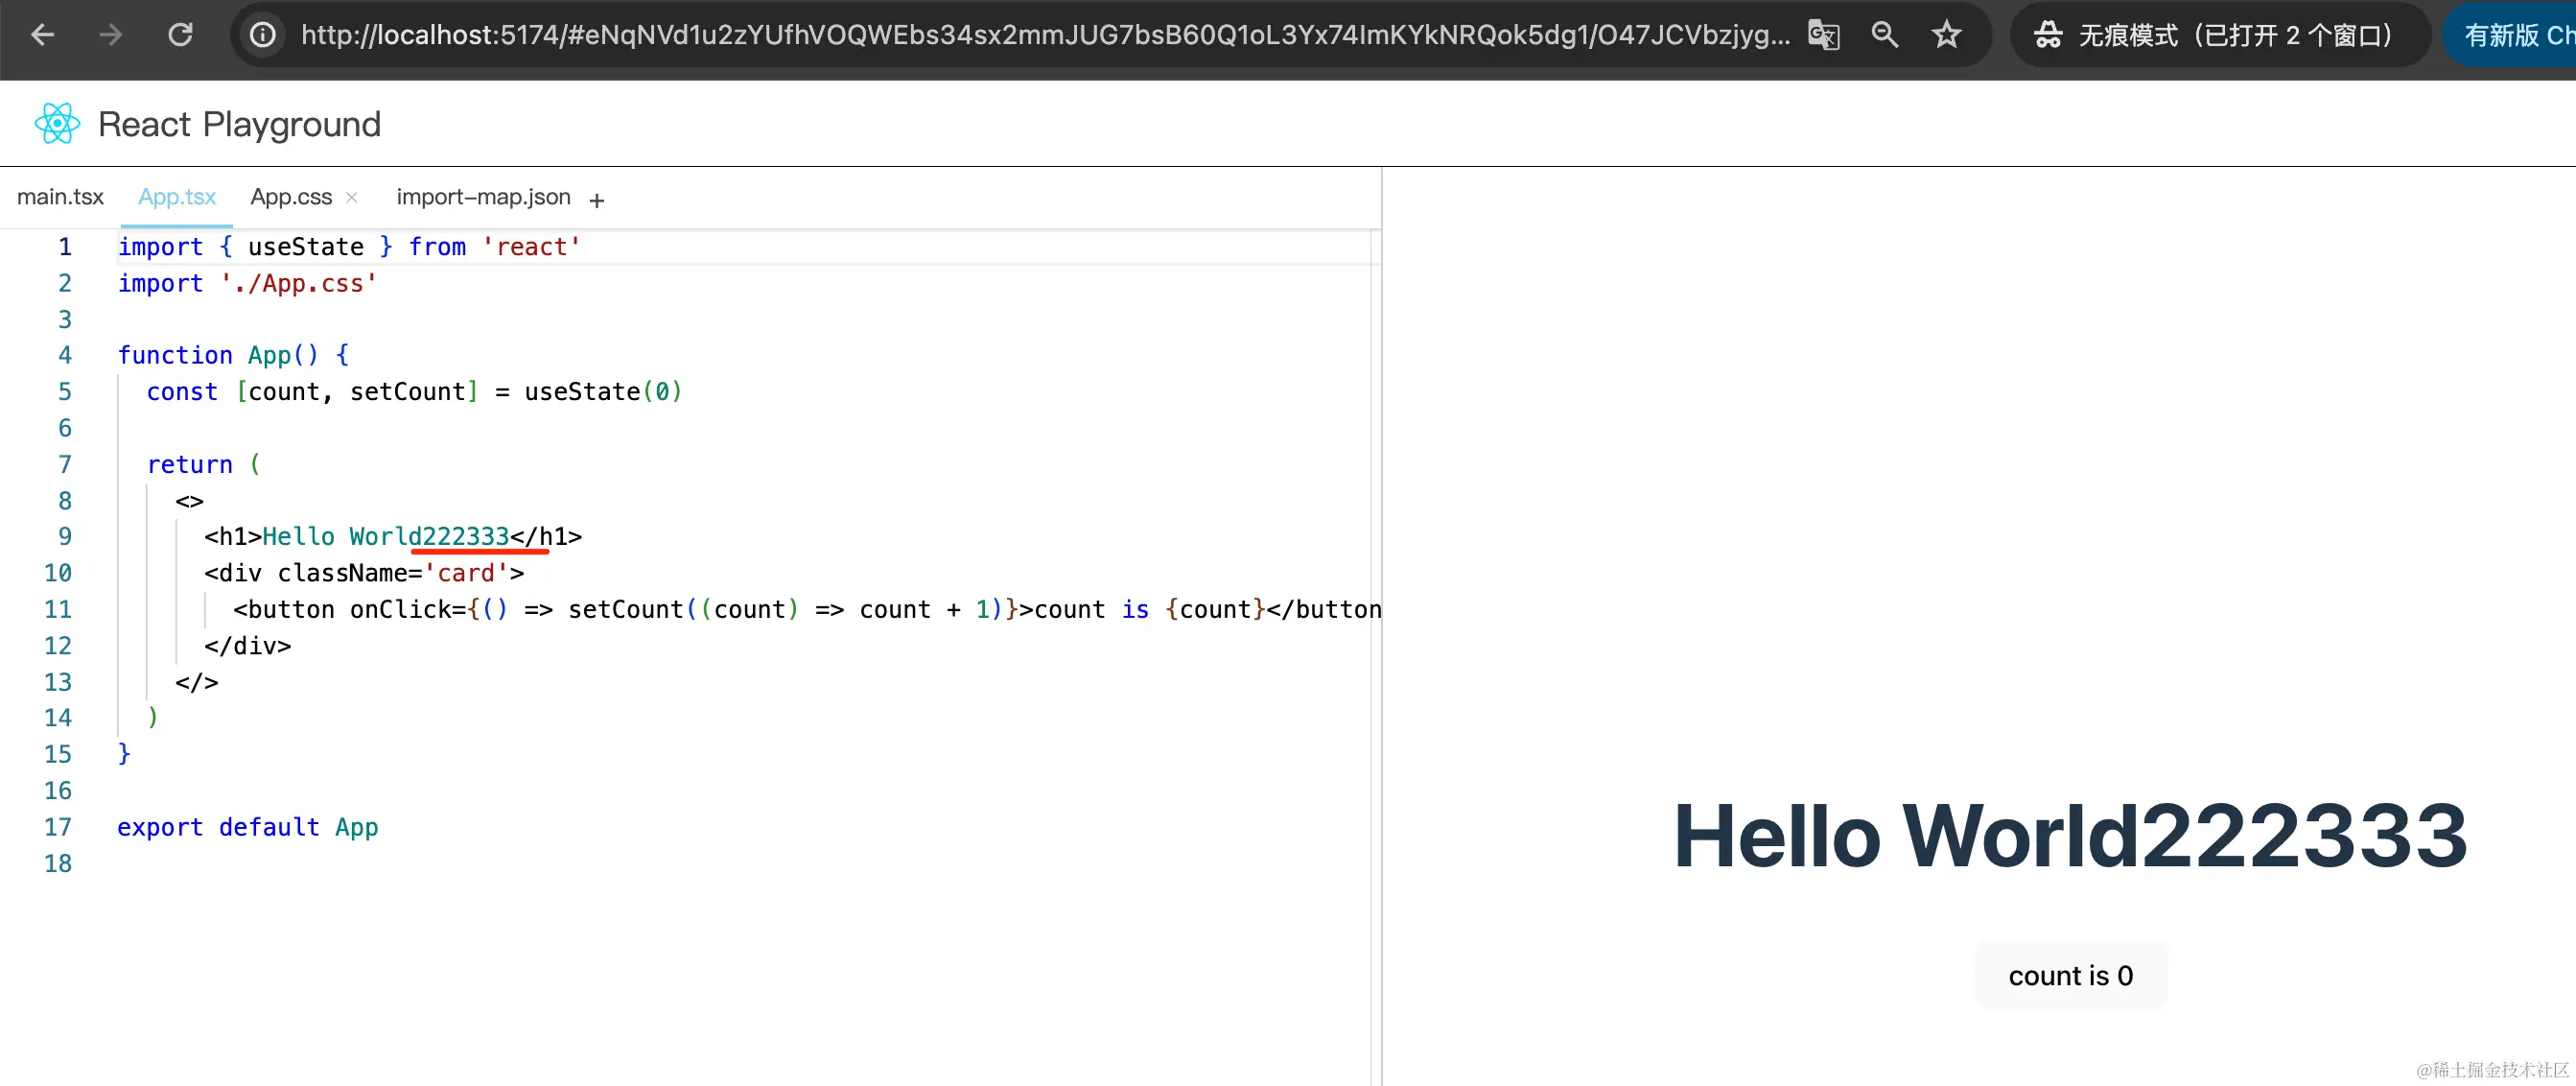 http://localhost:5174/#eNqNVd1u2zYUfhVOQWEbs34sx2mmJUG7bsB60Q1oL3Yx74ImKYkNRQok5dg1/O47JCVbzjyg...
无痕模式（已打开 2 个窗口）
有新版 Ch
React Playground
main.tsx App.tsx App.css × import-map.json +
1 import { useState } from 'react'
2 import './App.css'
3
4 function App() {
5 const [count, setCount] = useState(0)
6
7 return (
8 <>
9 <h1>Hello World222333</h1>
10 <div className='card'>
11 <button onClick={() => setCount((count) => count + 1)}>count is {count}</button
12 </div>
13 </>
14 )
15 }
16
17 export default App
18
Hello World222333
count is 0
@稀土掘金技术社区